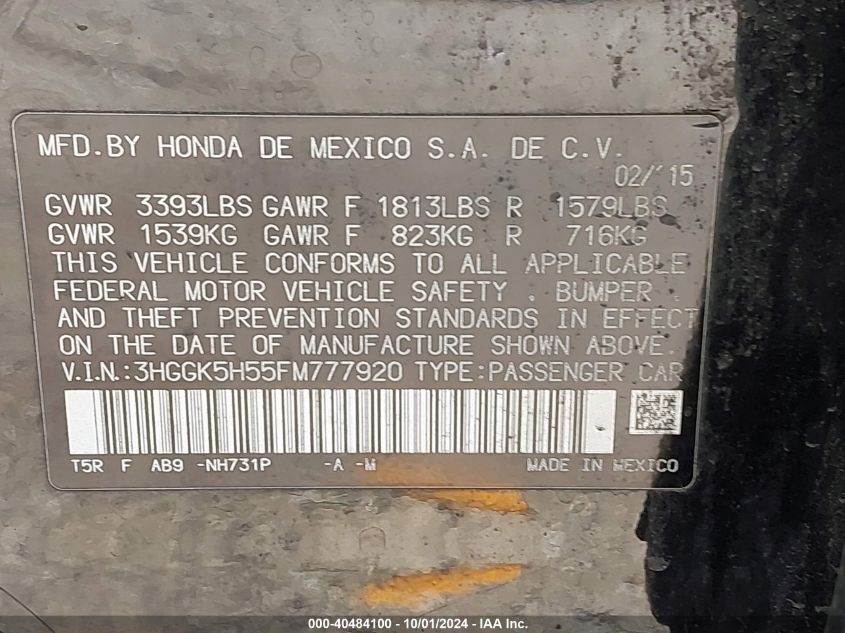 MFD.BY HONDA DE MEXICO S.A. DE C.V.
02/'15
GVWR 3393LBS GAWR F 1813LBS R 1579LBS
GVWR 1539KG GAWR F 823KG R 716KG
THIS VEHICLE CONFORMS TO ALL APPLICABLE
FEDERAL MOTOR VEHICLE SAFETY , BUMPER ,
AND THEFT PREVENTION STANDARDS IN EFFECT
ON THE DATE OF MANUFACTURE SHOWN ABOVE.
V.I.N.:3HGGK5H55FM777920 TYPE:PASSENGER CAR
T5R F AB9 -NH731P -A -M MADE IN MEXICO
000-40484100 - 10/01/2024 - IAA Inc.